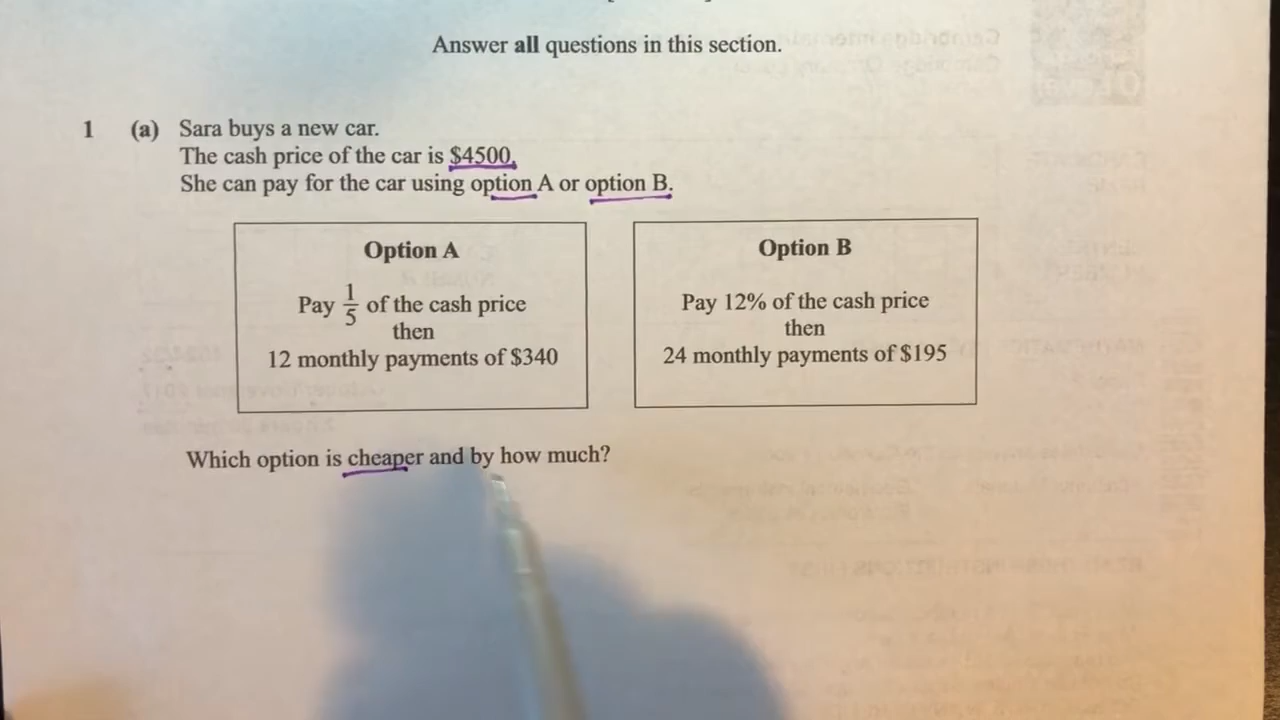 Answer all questions in this section.
1 (a) Sara buys a new car.
The cash price of the car is $4500.
She can pay for the car using option A or option B.
Option A
Pay 1/5 of the cash price
then
12 monthly payments of $340
Option B
Pay 12% of the cash price
then
24 monthly payments of $195
Which option is cheaper and by how much?